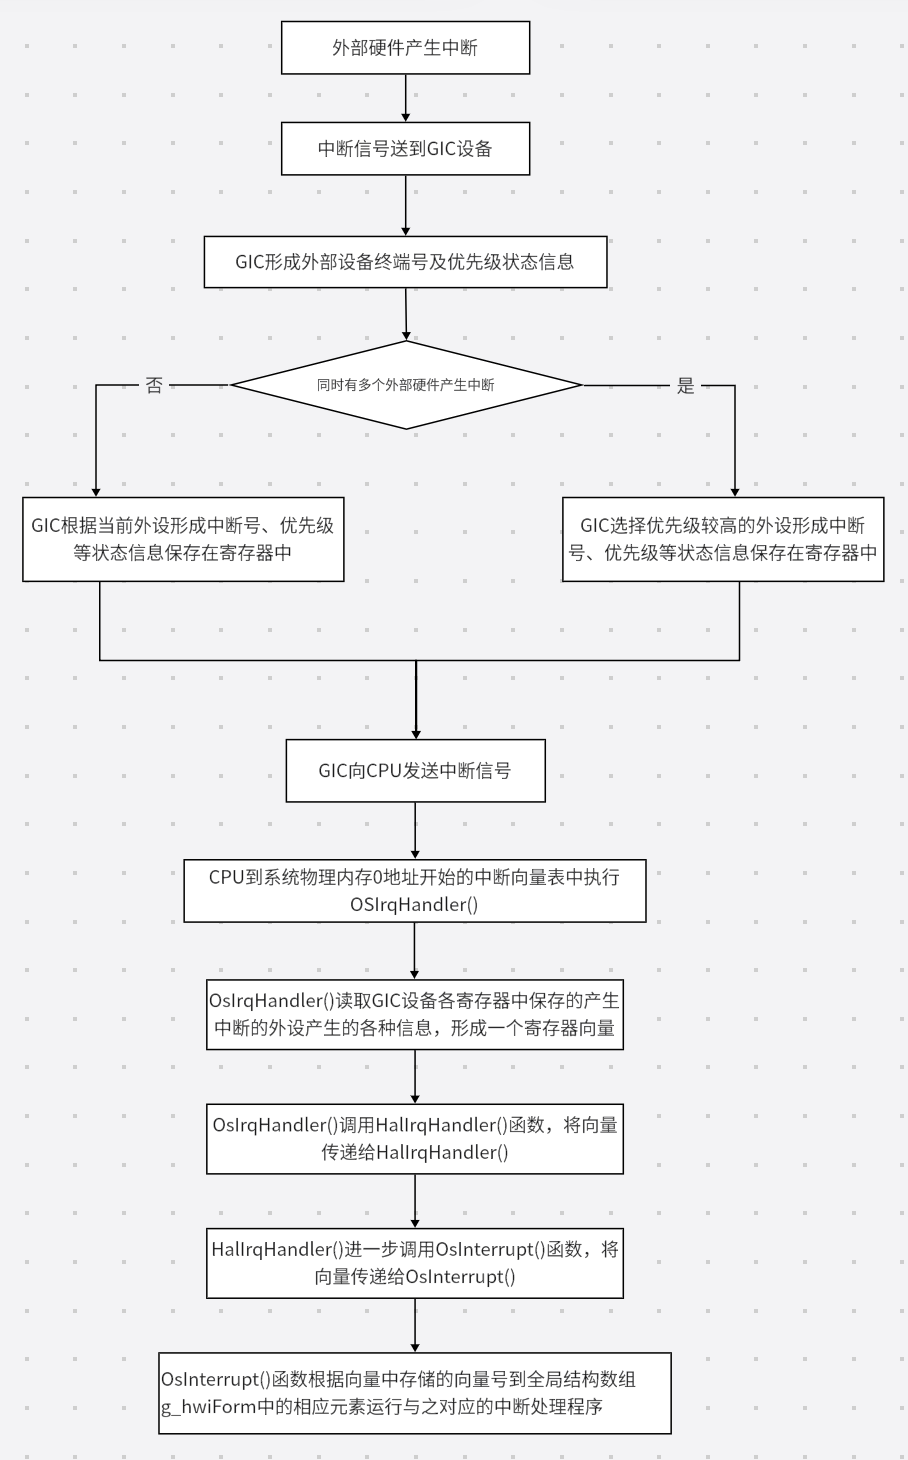 外部硬件产生中断
中断信号送到GIC设备
GIC形成外部设备终端号及优先级状态信息
同时有多个外部硬件产生中断
否
是
GIC根据当前外设形成中断号、优先级
等状态信息保存在寄存器中
GIC选择优先级较高的外设形成中断
号、优先级等状态信息保存在寄存器中
GIC向CPU发送中断信号
CPU到系统物理内存0地址开始的中断向量表中执行
OSIrqHandler()
OsIrqHandler()读取GIC设备各寄存器中保存的产生
中断的外设产生的各种信息，形成一个寄存器向量
OsIrqHandler()调用HalIrqHandler()函数，将向量
传递给HalIrqHandler()
HalIrqHandler()进一步调用OsInterrupt()函数，将
向量传递给OsInterrupt()
OsInterrupt()函数根据向量中存储的向量号到全局结构数组
g_hwiForm中的相应元素运行与之对应的中断处理程序